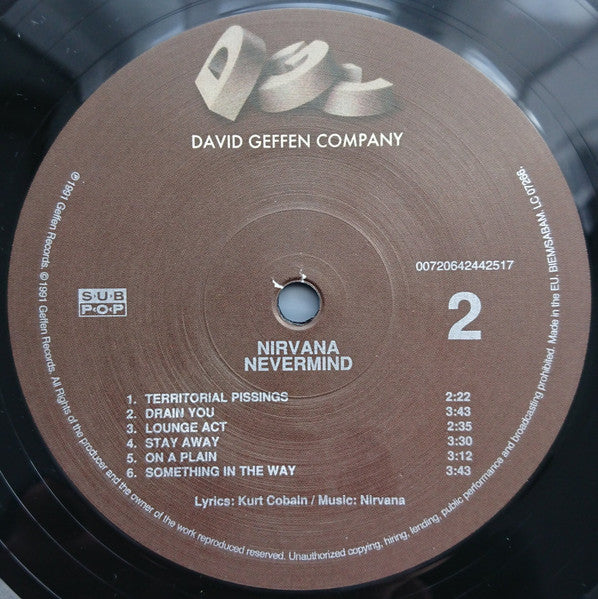 DGC
DAVID GEFFEN COMPANY
℗ 1991 Geffen Records. © 1991 Geffen Records. All Rights of the producer and the owner of the work reproduced reserved. Unauthorized copying, hiring, lending, public performance and broadcasting prohibited. Made in the EU. BIEM/SABAM. LC 07266.
00720642442517
SUB
POP
2
NIRVANA
NEVERMIND
1. TERRITORIAL PISSINGS 2:22
2. DRAIN YOU 3:43
3. LOUNGE ACT 2:35
4. STAY AWAY 3:30
5. ON A PLAIN 3:12
6. SOMETHING IN THE WAY 3:43
Lyrics: Kurt Cobain / Music: Nirvana